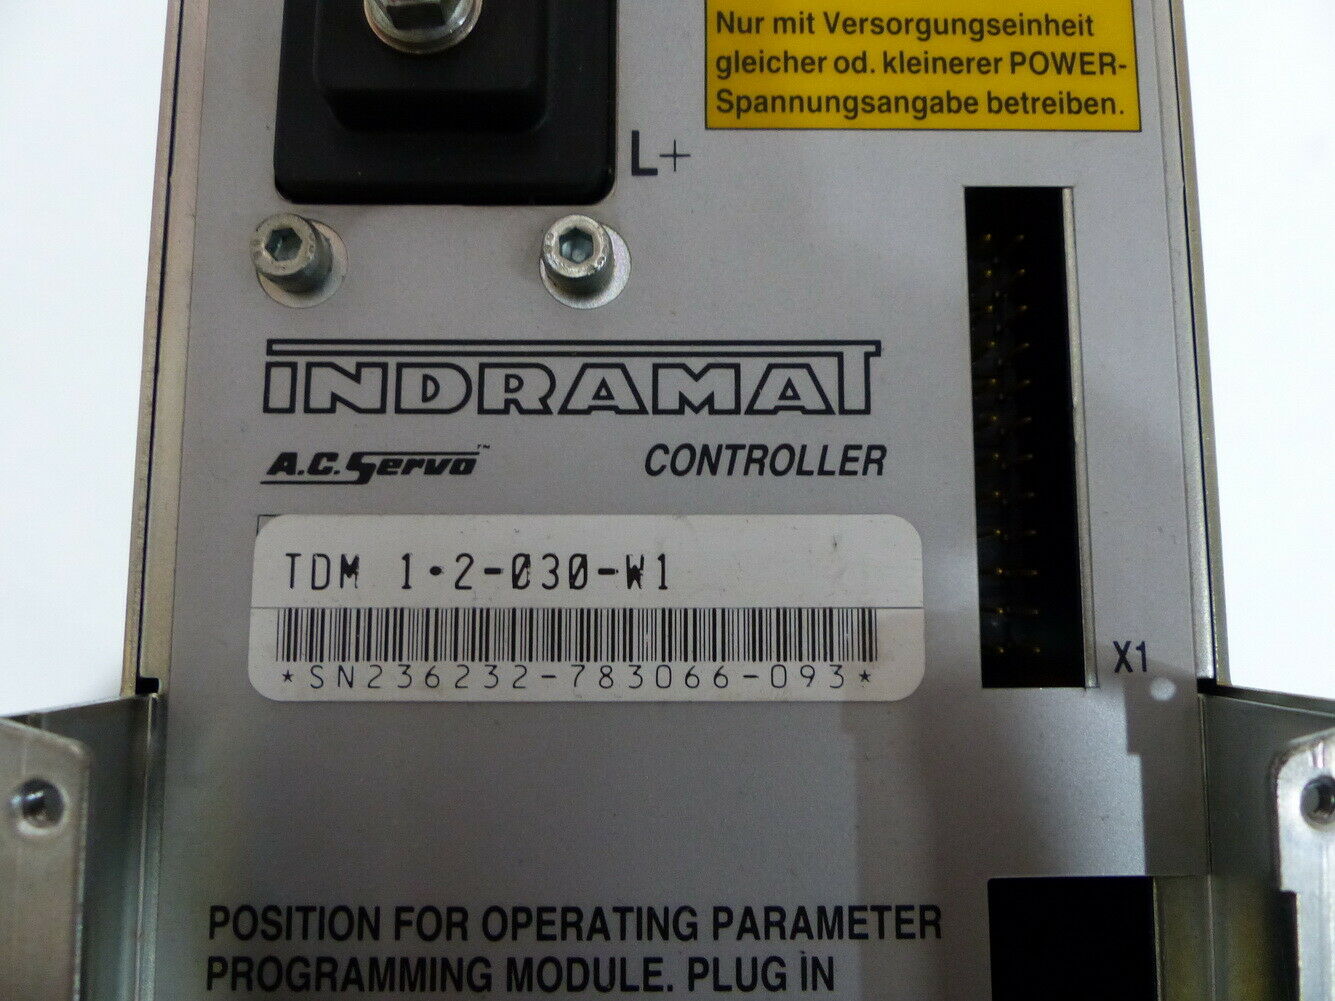 Nur mit Versorgungseinheit
gleicher od. kleinerer POWER-
Spannungsangabe betreiben.
L+
INDRAMAT
A.C. Servo™ CONTROLLER
TDM 1·2-030-W1
*SN236232-783066-093*
X1
POSITION FOR OPERATING PARAMETER
PROGRAMMING MODULE. PLUG IN